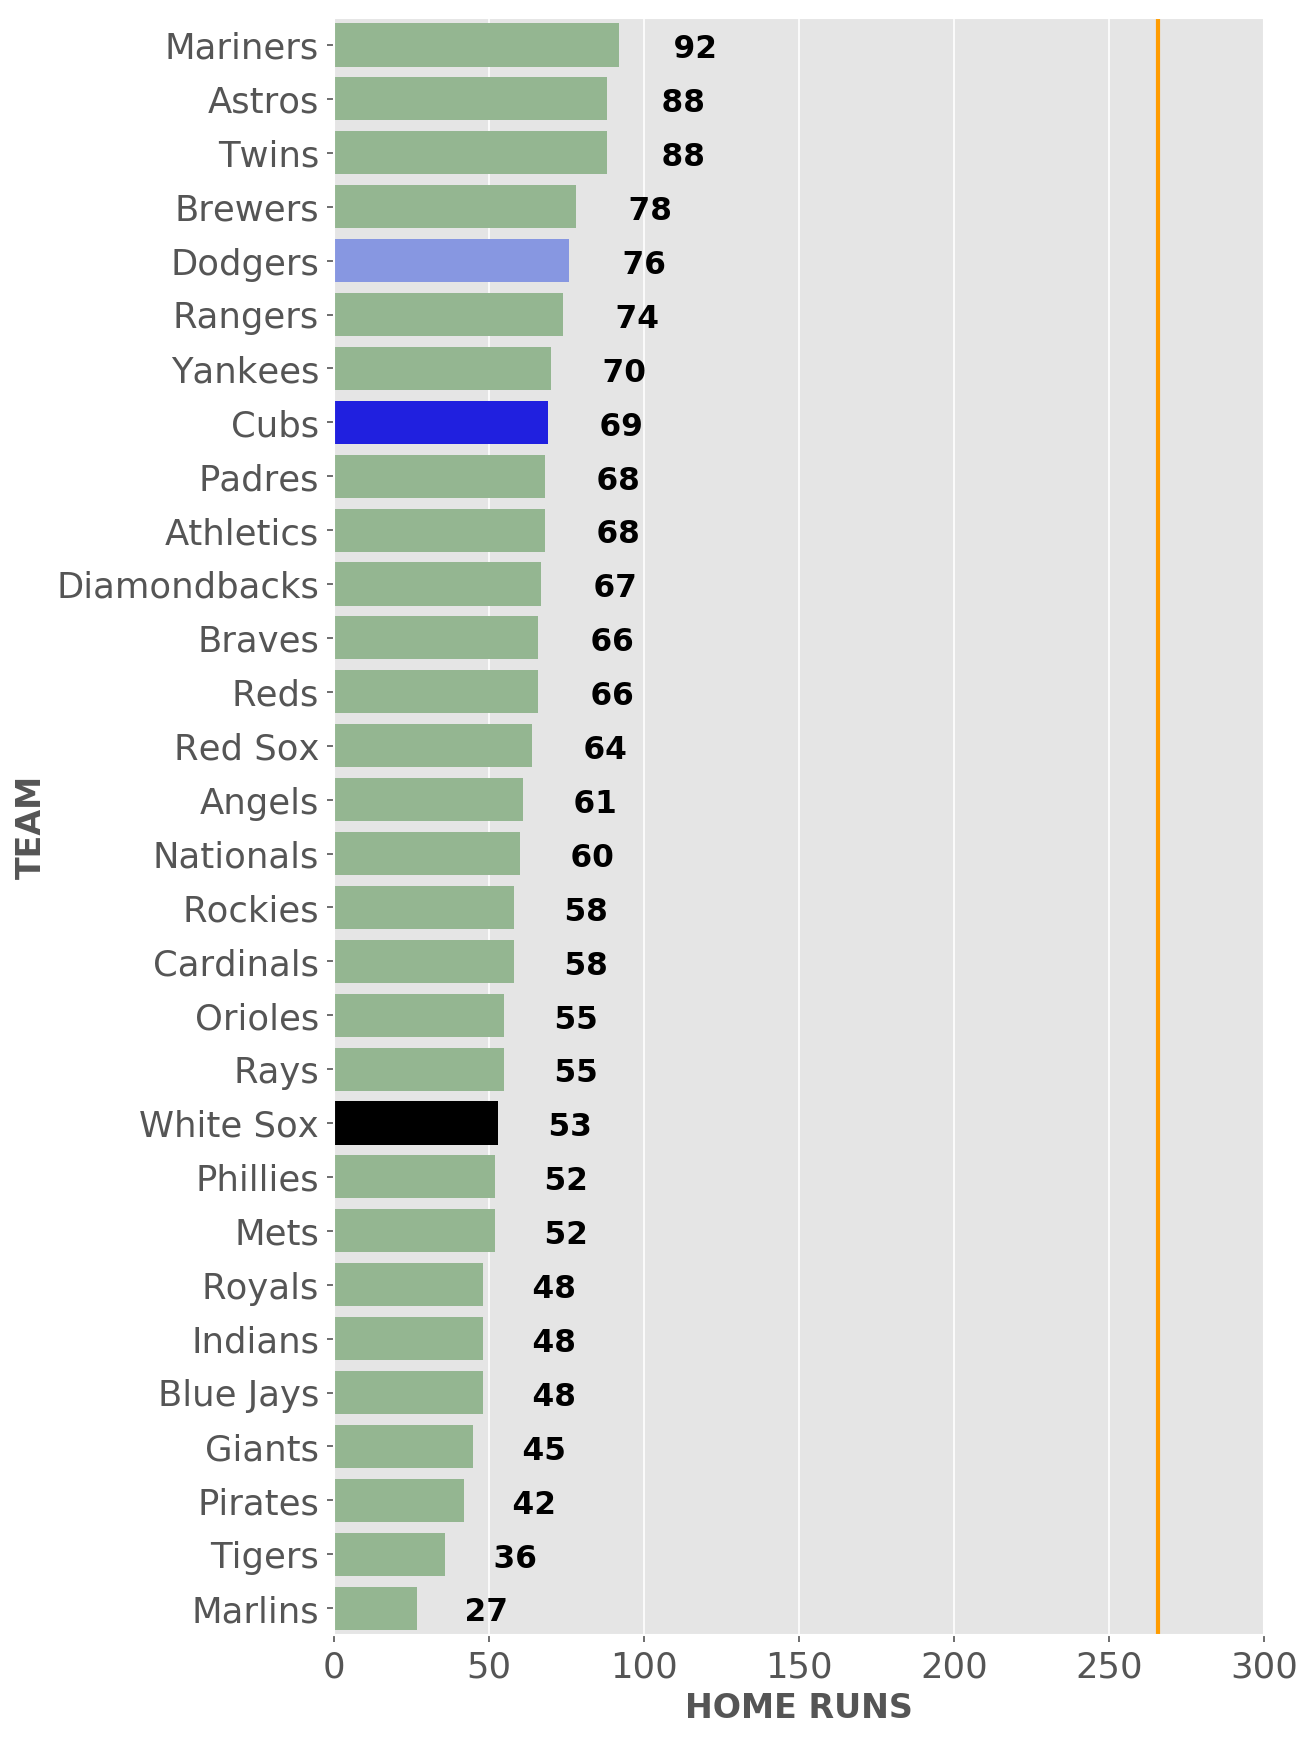 Mariners 92
Astros 88
Twins 88
Brewers 78
Dodgers 76
Rangers 74
Yankees 70
Cubs 69
Padres 68
Athletics 68
Diamondbacks 67
Braves 66
Reds 66
Red Sox 64
Angels 61
Nationals 60
Rockies 58
Cardinals 58
Orioles 55
Rays 55
White Sox 53
Phillies 52
Mets 52
Royals 48
Indians 48
Blue Jays 48
Giants 45
Pirates 42
Tigers 36
Marlins 27
TEAM
0 50 100 150 200 250 300
HOME RUNS